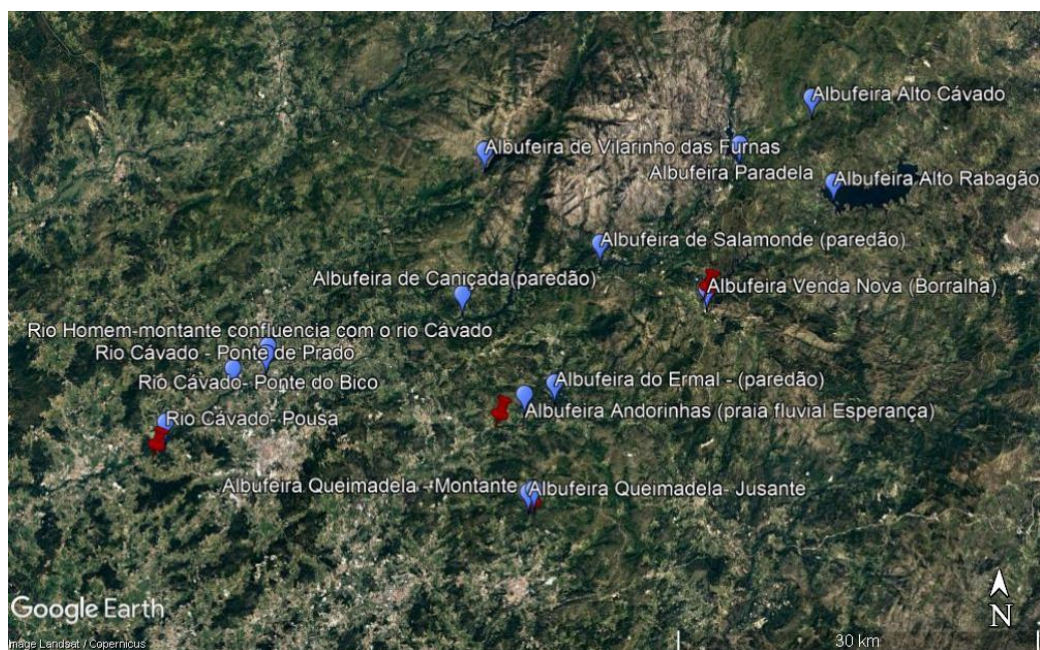 Albufeira Alto Cávado
Albufeira de Vilarinho das Furnas
Albufeira Paradela
Albufeira Alto Rabagão
Albufeira de Salamonde (paredão)
Albufeira de Caniçada(paredão)
Albufeira Venda Nova (Borralha)
Rio Homem-montante confluencia com o rio Cávado
Rio Cávado - Ponte de Prado
Rio Cávado- Ponte do Bico
Albufeira do Ermal - (paredão)
Albufeira Andorinhas (praia fluvial Esperança)
Rio Cávado- Pousa
Albufeira Queimadela - Montante
Albufeira Queimadela- Jusante
Google Earth
N
Image Landsat / Copernicus
30 km